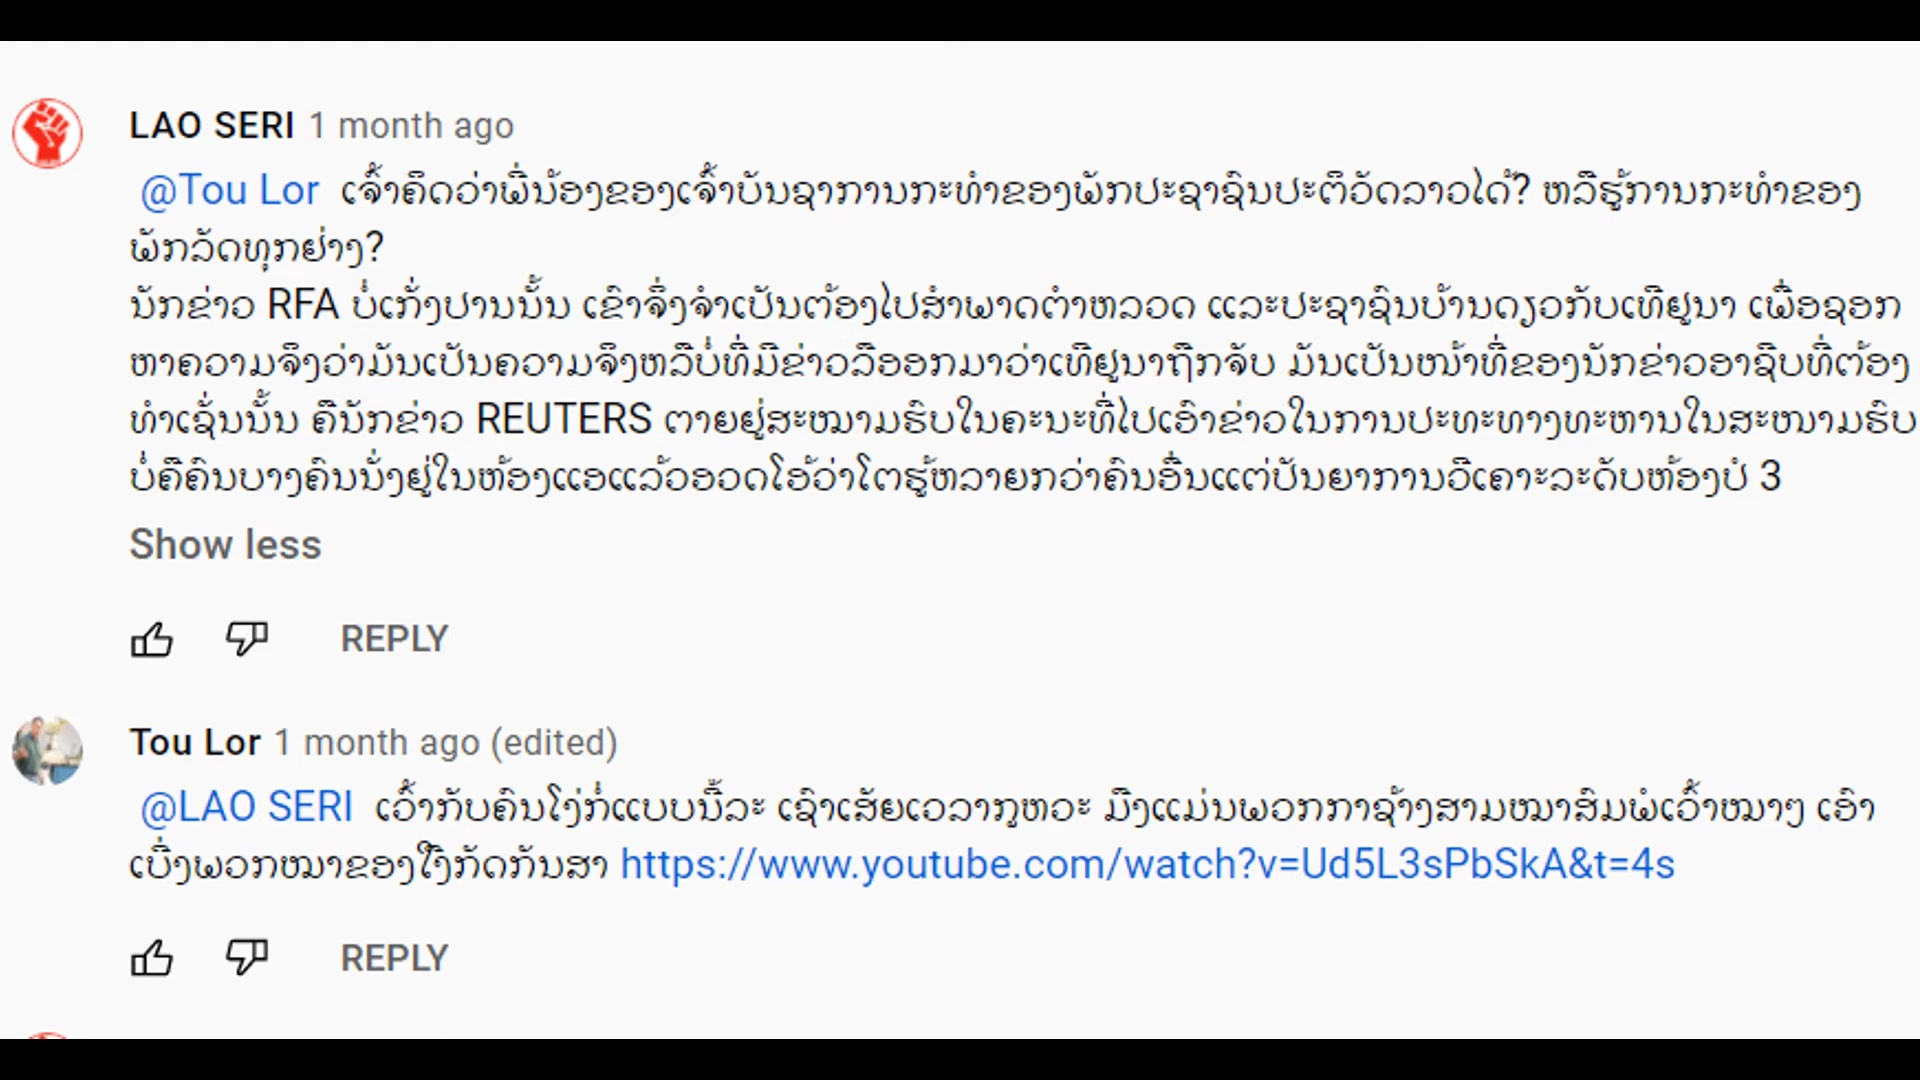 LAO SERI 1 month ago
@Tou Lor ເຈົ້າຄຶດວ່າພີ່ນ້ອງຂອງເຈົ້າບັນຊາການກະທຳຂອງພັກປະຊາຊົນປະຕິວັດລາວໄດ້? ຫລືຮູ້ການກະທຳຂອງ
ພັກລັດທຸກຢ່າງ?
ນັກຂ່າວ RFA ບໍ່ເກັ່ງປານນັ້ນ ເຂົາຈຶ່ງຈຳເປັນຕ້ອງໄປສຳພາດຕຳຫລວດ ແລະປະຊາຊົນບ້ານດຽວກັບເທີຢູນາ ເພື່ອຊອກ
ຫາຄວາມຈິງວ່າມັນເປັນຄວາມຈິງຫລືບໍ່ທີ່ມີຂ່າວລືອອກມາວ່າເທີຢູນາຖືກຈັບ ມັນເປັນໜ້າທີ່ຂອງນັກຂ່າວອາຊີບທີ່ຕ້ອງ
ທຳເຊັ່ນນັ້ນ ຄືນັກຂ່າວ REUTERS ຕາຍຢູ່ສະໝາມຮົບໃນຄະນະທີ່ໄປເອົາຂ່າວໃນການປະທະທາງທະຫານໃນສະໜາມຮົບ
ບໍ່ຄືຄົນບາງຄົນນັ່ງຢູ່ໃນຫ້ອງແອແລ້ວອວດໂອ້ວ່າໂຕຮູ້ຫລາຍກວ່າຄົນອື່ນແຕ່ປັນຍາການວິເຄາະລະດັບຫ້ອງປໍ 3
Show less
REPLY
Tou Lor 1 month ago (edited)
@LAO SERI ເວົ້າກັບຄົນໂງ່ກໍ່ແບບນີ້ລະ ເຊົາເສັຍເວລາກູຫວະ ມຶງແມ່ນພວກກາຊ້າງສາມໝາສົມພໍເວົ້າໝາໆ ເອົາ
ເບິ່ງພວກໝາຂອງໃງ໊ກັດກັນສາ https://www.youtube.com/watch?v=Ud5L3sPbSkA&t=4s
REPLY